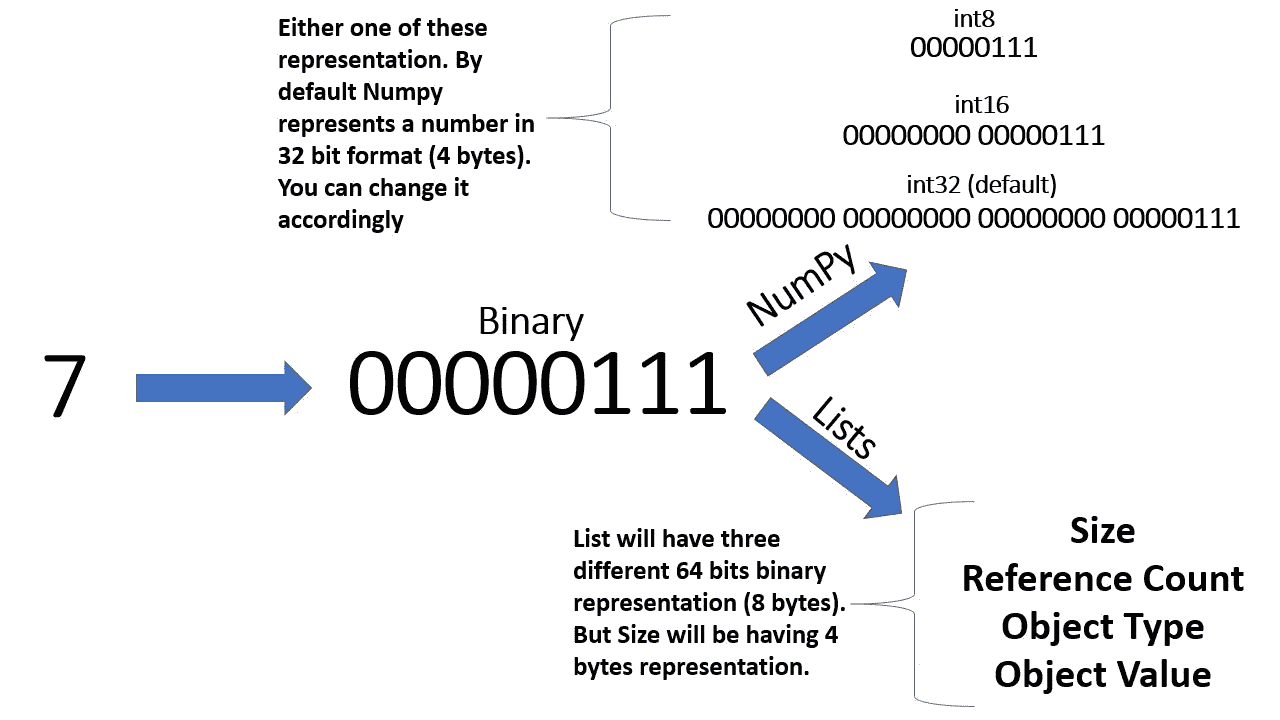 Either one of these
representation. By
default Numpy
represents a number in
32 bit format (4 bytes).
You can change it
accordingly
int8
00000111
int16
00000000 00000111
int32 (default)
00000000 00000000 00000000 00000111
NumPy
Binary
7
00000111
Lists
List will have three
different 64 bits binary
representation (8 bytes).
But Size will be having 4
bytes representation.
Size
Reference Count
Object Type
Object Value